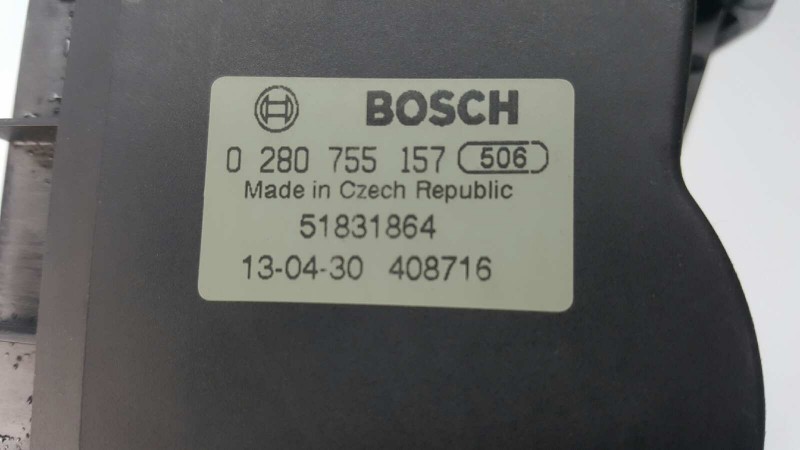 BOSCH
0 280 755 157 506
Made in Czech Republic
51831864
13-04-30 408716